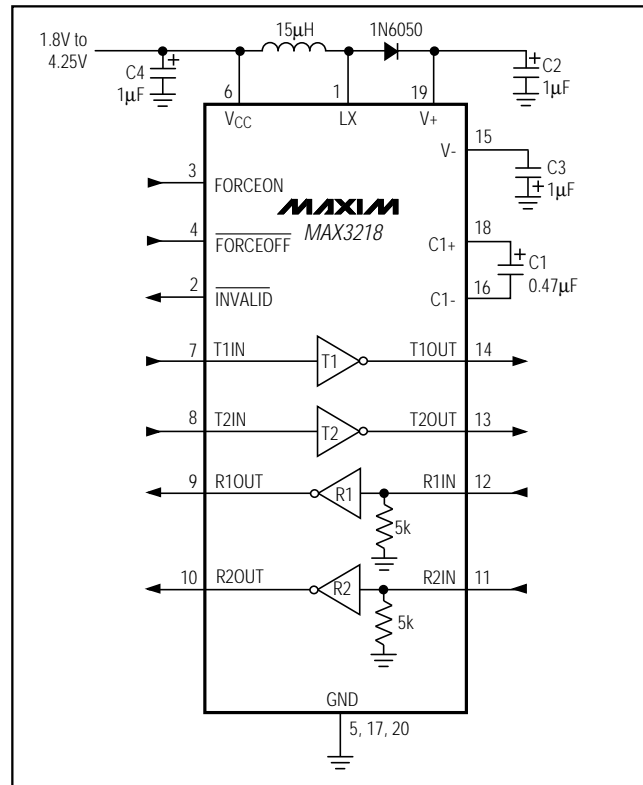 1.8V to
4.25V
15µH
1N6050
C4
+
1µF
+
C2
1µF
6
1
19
VCC
LX
V+
15
V-
C3
+
1µF
3
FORCEON
MAXIM
MAX3218
4
FORCEOFF
18
C1+
+
C1
0.47µF
2
INVALID
16
C1-
7
T1IN
T1
T1OUT
14
8
T2IN
T2
T2OUT
13
9
R1OUT
R1
R1IN
12
5k
10
R2OUT
R2
R2IN
11
5k
GND
5, 17, 20